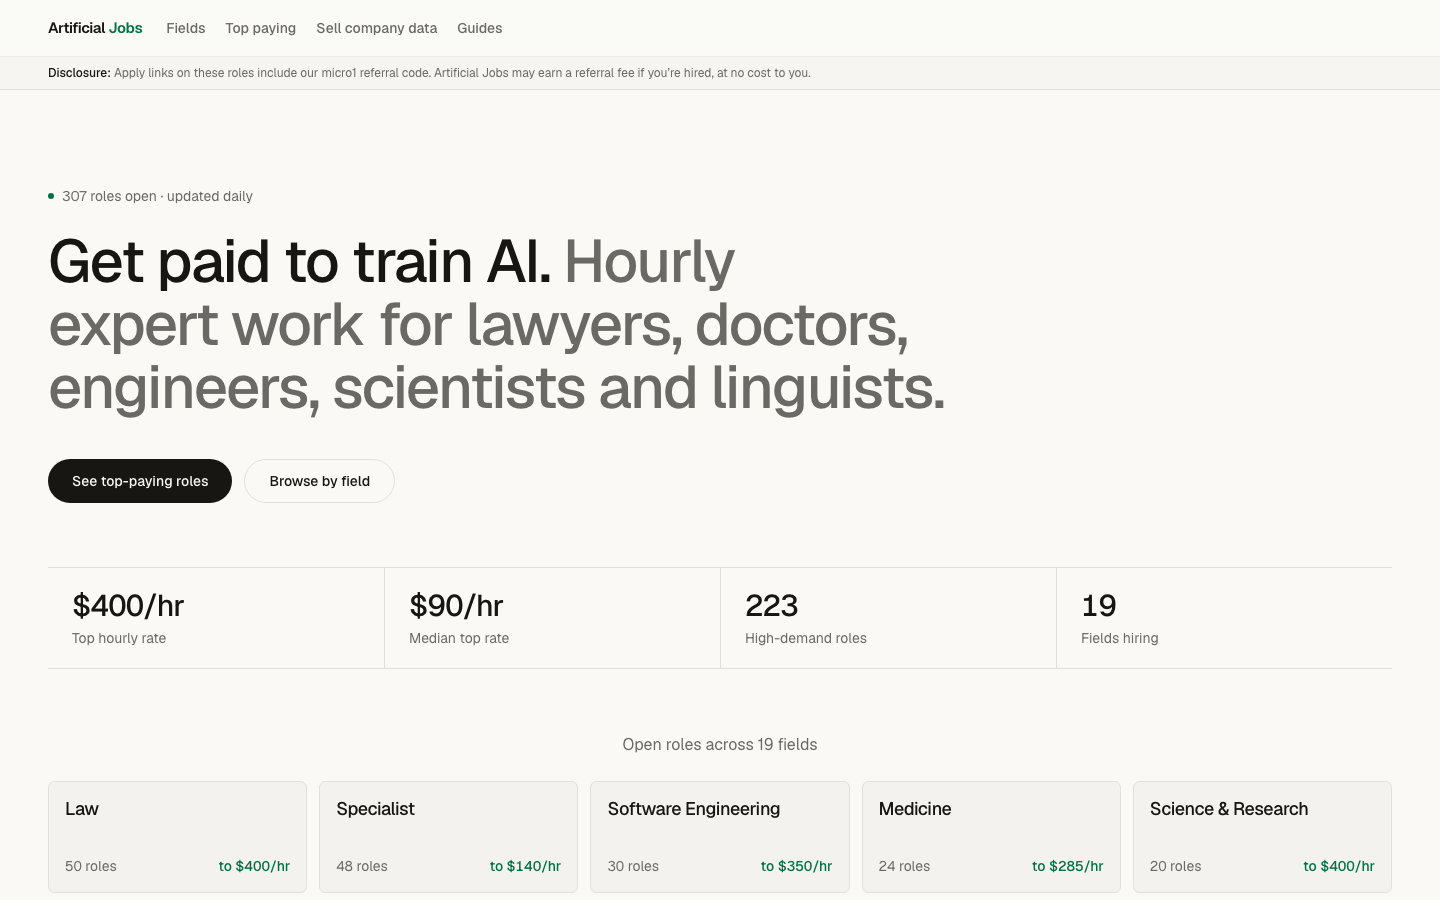 Artificial Jobs Fields Top paying Sell company data Guides
Disclosure: Apply links on these roles include our micro1 referral code. Artificial Jobs may earn a referral fee if you’re hired, at no cost to you.
307 roles open · updated daily
Get paid to train AI. Hourly
expert work for lawyers, doctors,
engineers, scientists and linguists.
See top-paying roles Browse by field
$400/hr $90/hr 223 19
Top hourly rate Median top rate High-demand roles Fields hiring
Open roles across 19 fields
Law Specialist Software Engineering Medicine Science & Research
50 roles to $400/hr 48 roles to $140/hr 30 roles to $350/hr 24 roles to $285/hr 20 roles to $400/hr